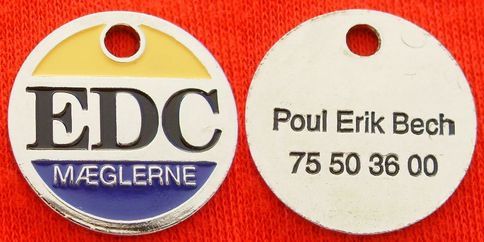 EDC
MÆGLERNE
Poul Erik Bech
75 50 36 00